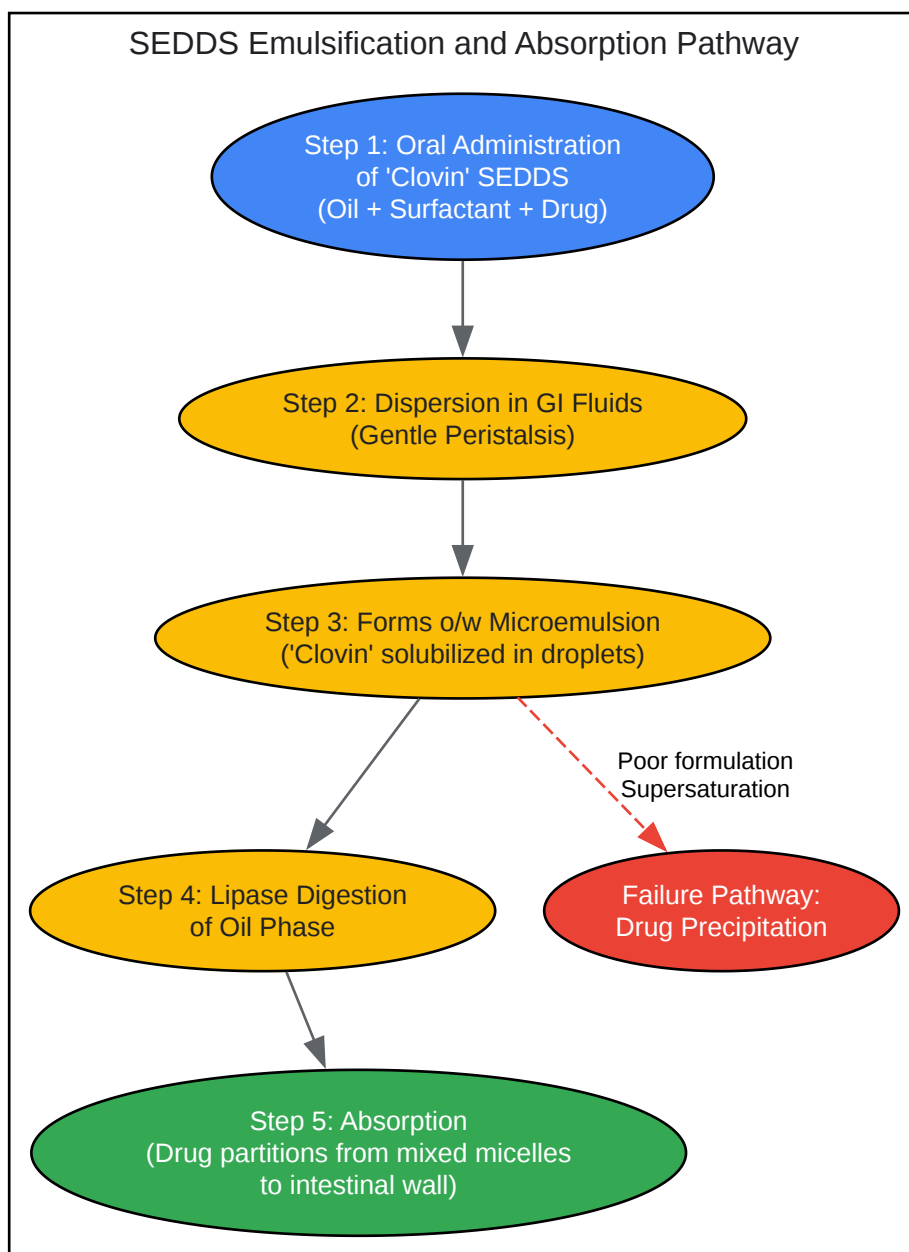 SEDDS Emulsification and Absorption Pathway
Step 1: Oral Administration
of 'Clovin' SEDDS
(Oil + Surfactant + Drug)
Step 2: Dispersion in GI Fluids
(Gentle Peristalsis)
Step 3: Forms o/w Microemulsion
('Clovin' solubilized in droplets)
Poor formulation
Supersaturation
Step 4: Lipase Digestion
of Oil Phase
Failure Pathway:
Drug Precipitation
Step 5: Absorption
(Drug partitions from mixed micelles
to intestinal wall)